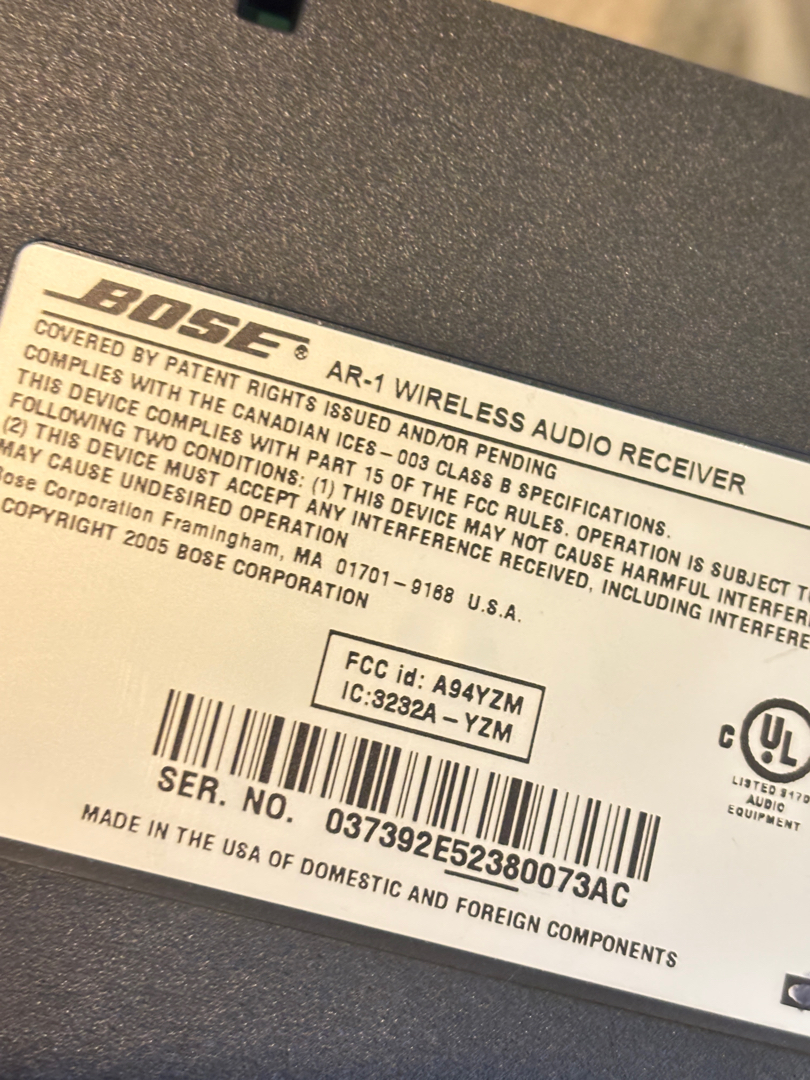 BOSE® AR-1 WIRELESS AUDIO RECEIVER
COVERED BY PATENT RIGHTS ISSUED AND/OR PENDING
COMPLIES WITH THE CANADIAN ICES-003 CLASS B SPECIFICATIONS.
THIS DEVICE COMPLIES WITH PART 15 OF THE FCC RULES. OPERATION IS SUBJECT
FOLLOWING TWO CONDITIONS: (1) THIS DEVICE MAY NOT CAUSE HARMFUL
(2) THIS DEVICE MUST ACCEPT ANY INTERFERENCE RECEIVED, INCLUDING
MAY CAUSE UNDESIRED OPERATION
Bose Corporation Framingham, MA 01701-9168 U.S.A.
COPYRIGHT 2005 BOSE CORPORATION
FCC id: A94YZM
IC:3232A-YZM
C UL
LISTED
AUDIO
EQUIPMENT
SER. NO. 037392E52380073AC
MADE IN THE USA OF DOMESTIC AND FOREIGN COMPONENTS